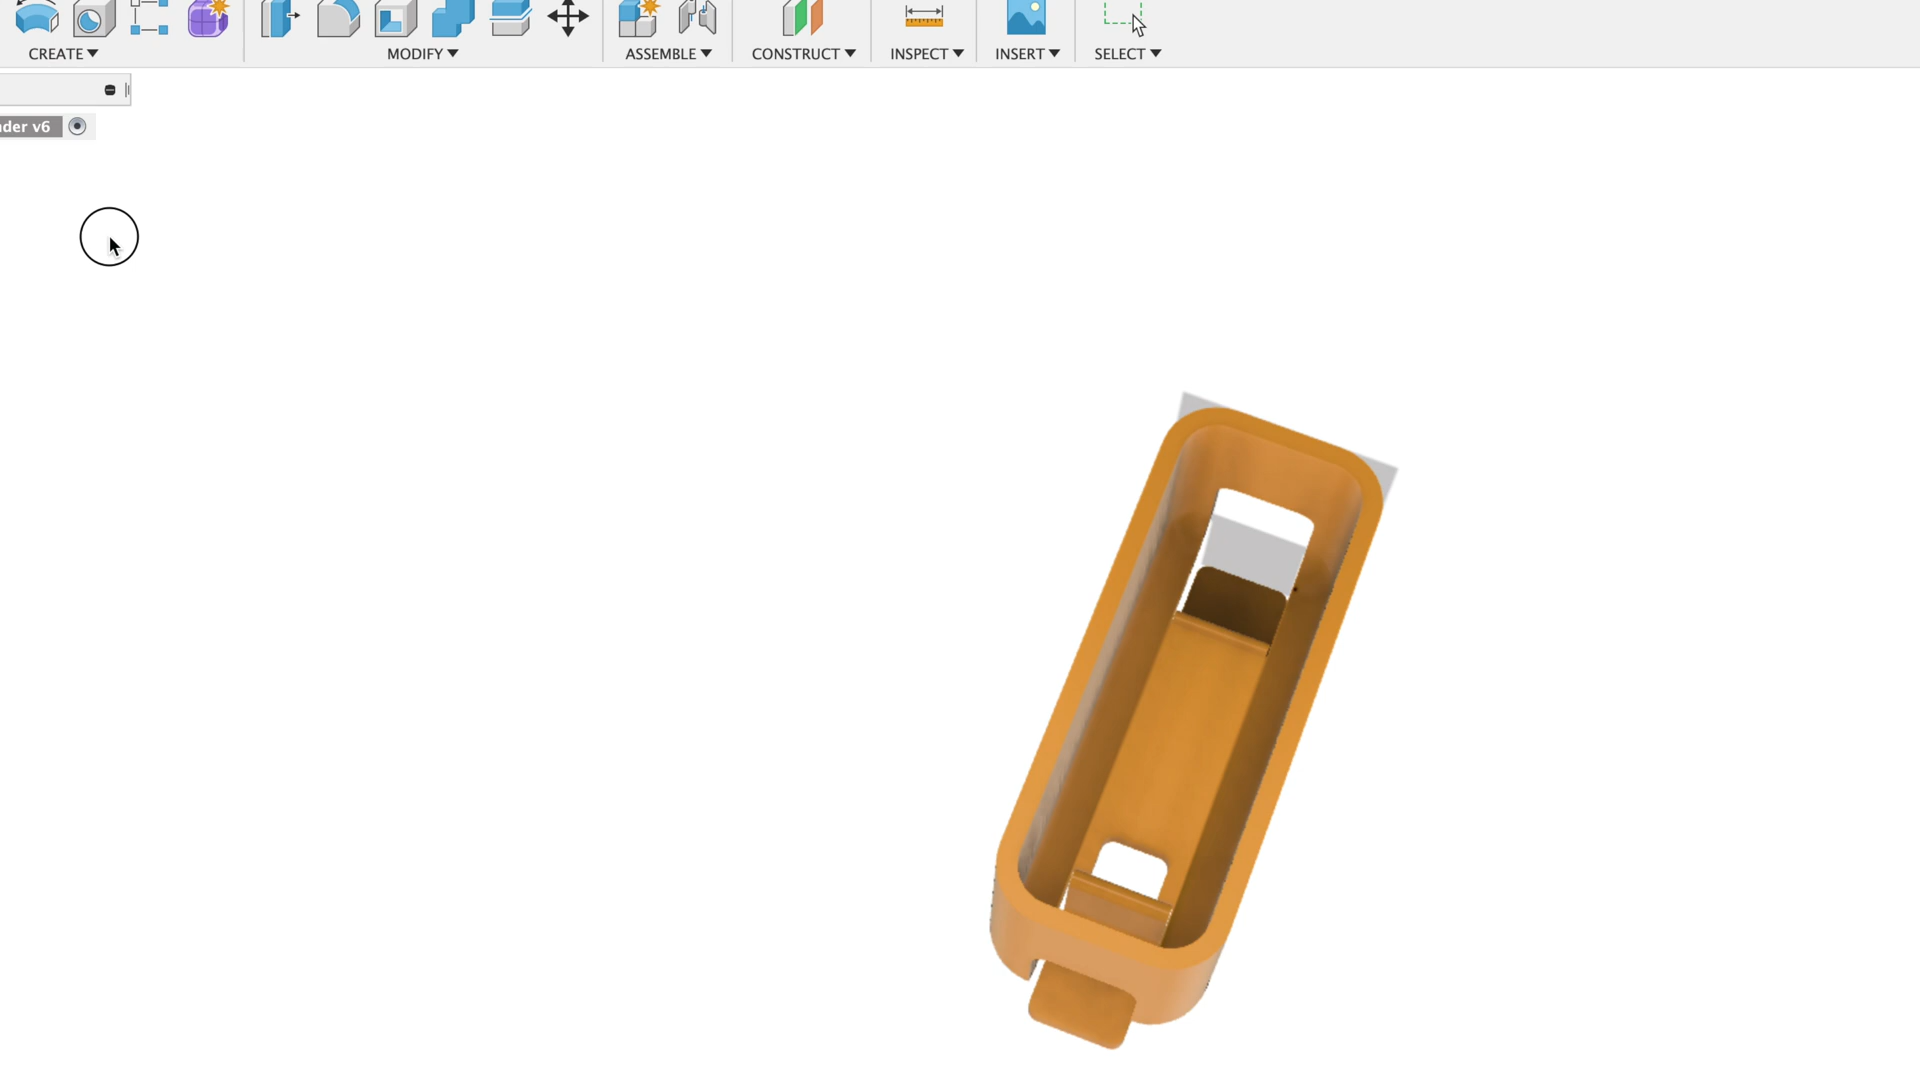 CREATE▼
MODIFY▼
ASSEMBLE▼
CONSTRUCT▼
INSPECT▼
INSERT▼
SELECT▼
der v6